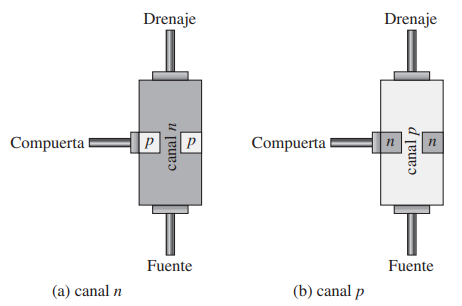 Drenaje
Drenaje
Compuerta
p
canal n
p
Compuerta
n
canal p
n
Fuente
Fuente
(a) canal n
(b) canal p